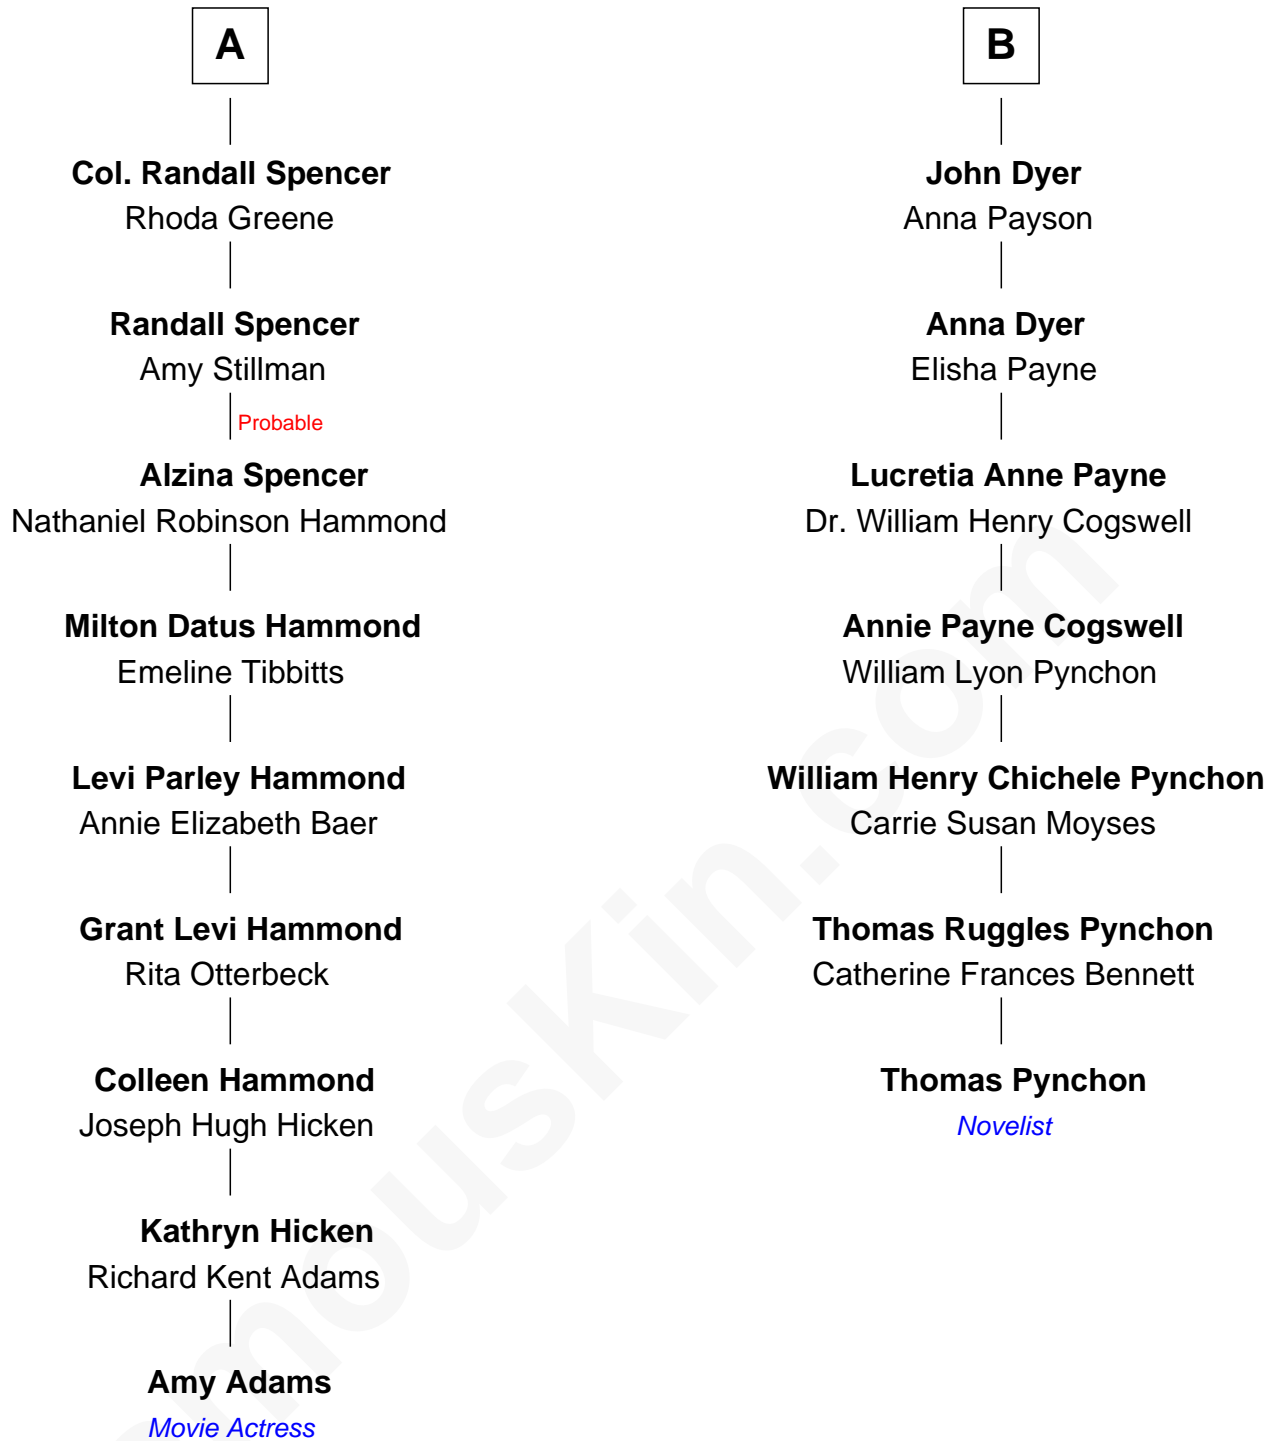 A
Col. Randall Spencer
Rhoda Greene
Randall Spencer
Amy Stillman
Probable
Alzina Spencer
Nathaniel Robinson Hammond
Milton Datus Hammond
Emeline Tibbitts
Levi Parley Hammond
Annie Elizabeth Baer
Grant Levi Hammond
Rita Otterbeck
Colleen Hammond
Joseph Hugh Hicken
Kathryn Hicken
Richard Kent Adams
Amy Adams
Movie Actress
B
John Dyer
Anna Payson
Anna Dyer
Elisha Payne
Lucretia Anne Payne
Dr. William Henry Cogswell
Annie Payne Cogswell
William Lyon Pynchon
William Henry Chichele Pynchon
Carrie Susan Moyses
Thomas Ruggles Pynchon
Catherine Frances Bennett
Thomas Pynchon
Novelist
mousKin.com